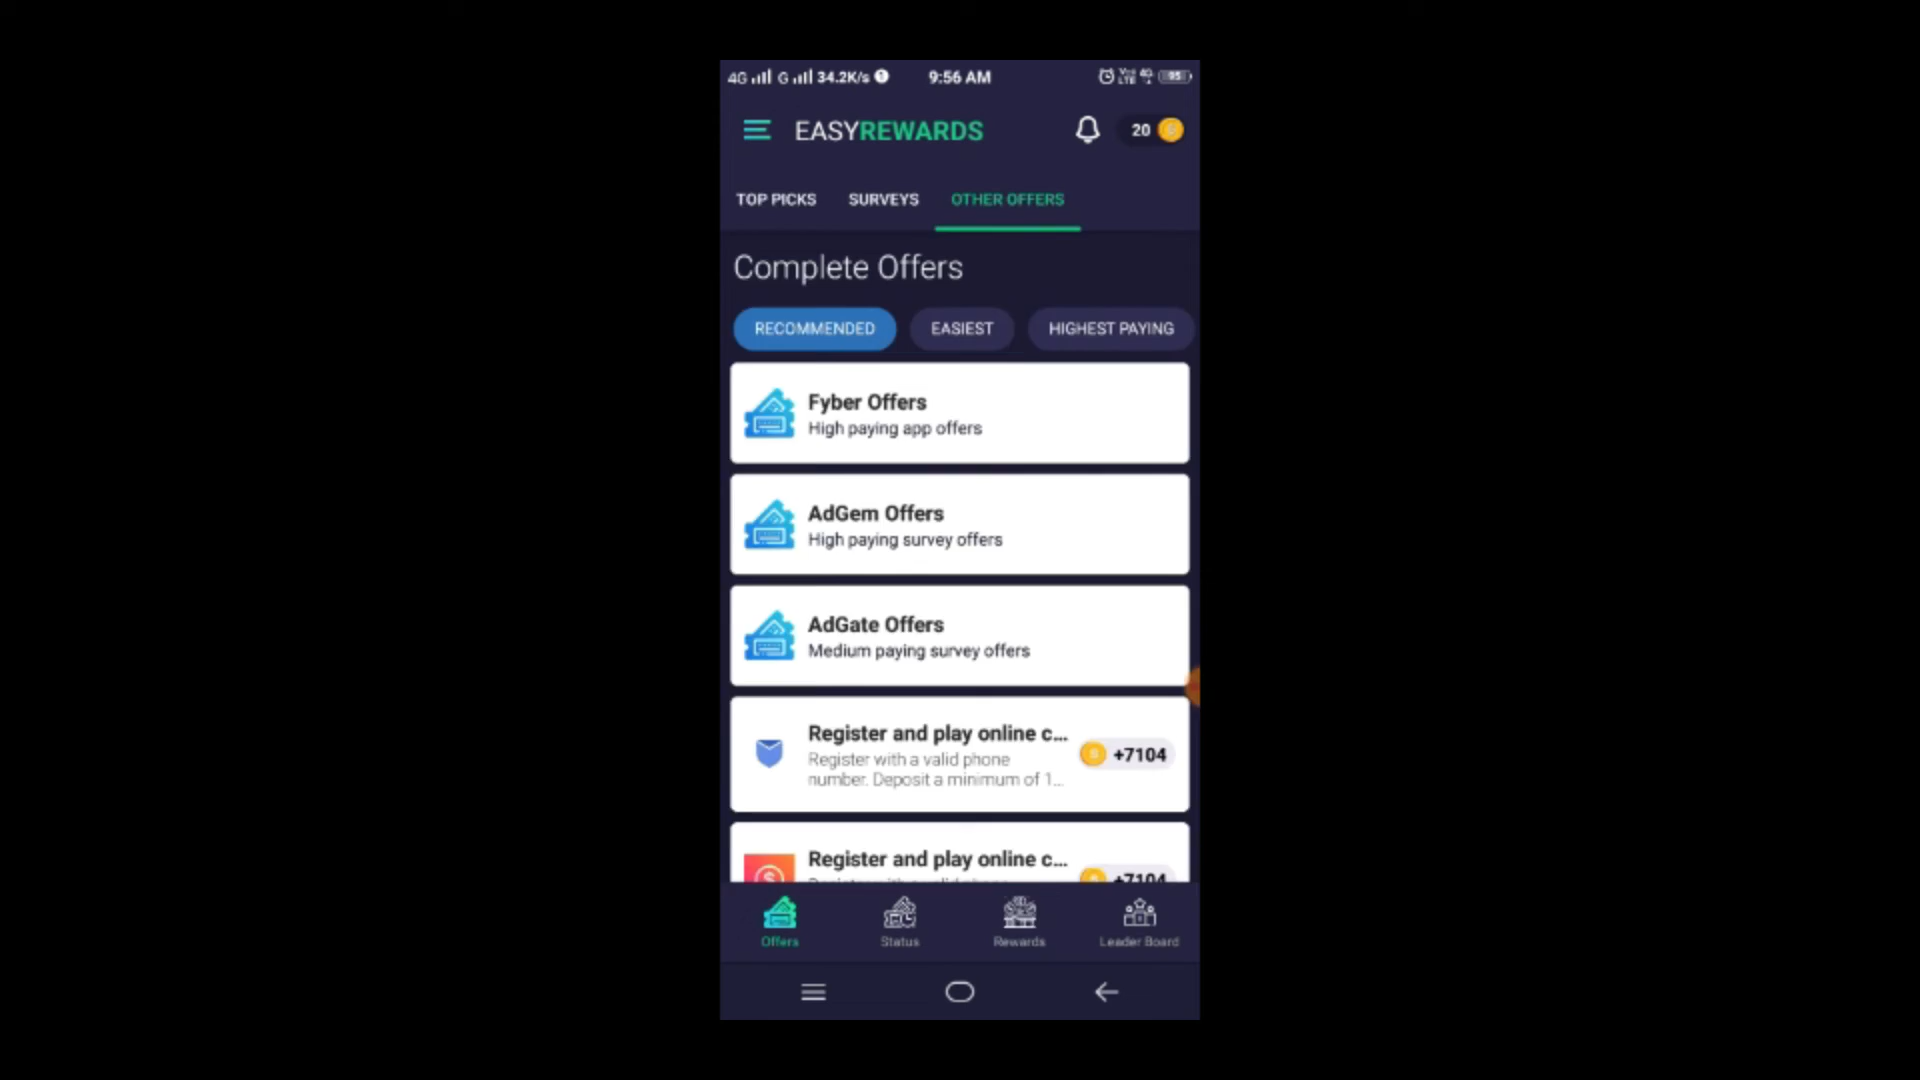 4G G 34.2K/s 9:56 AM 95
EASYREWARDS 20
TOP PICKS SURVEYS OTHER OFFERS
Complete Offers
RECOMMENDED EASIEST HIGHEST PAYING
Fyber Offers
High paying app offers
AdGem Offers
High paying survey offers
AdGate Offers
Medium paying survey offers
Register and play online c...
+7104
Register with a valid phone
number. Deposit a minimum of 1...
Register and play online c...
+7104
Offers Status Rewards Leader Board